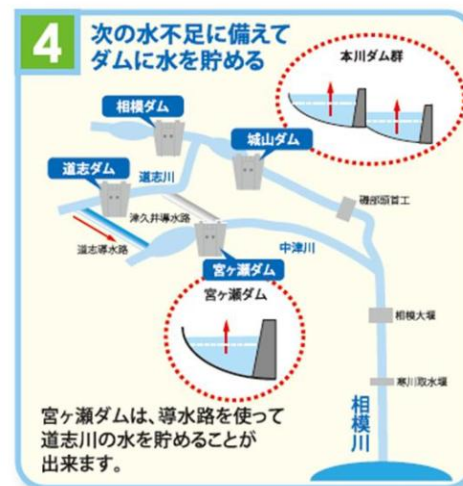 4
次の水不足に備えて
ダムに水を貯める
本川ダム群
相模ダム
城山ダム
道志ダム
道志川
津久井導水路
磯部頭首工
道志導水路
中津川
宮ヶ瀬ダム
宮ヶ瀬ダム
相模大堰
寒川取水堰
相模川
宮ヶ瀬ダムは、導水路を使って
道志川の水を貯めることが
出来ます。